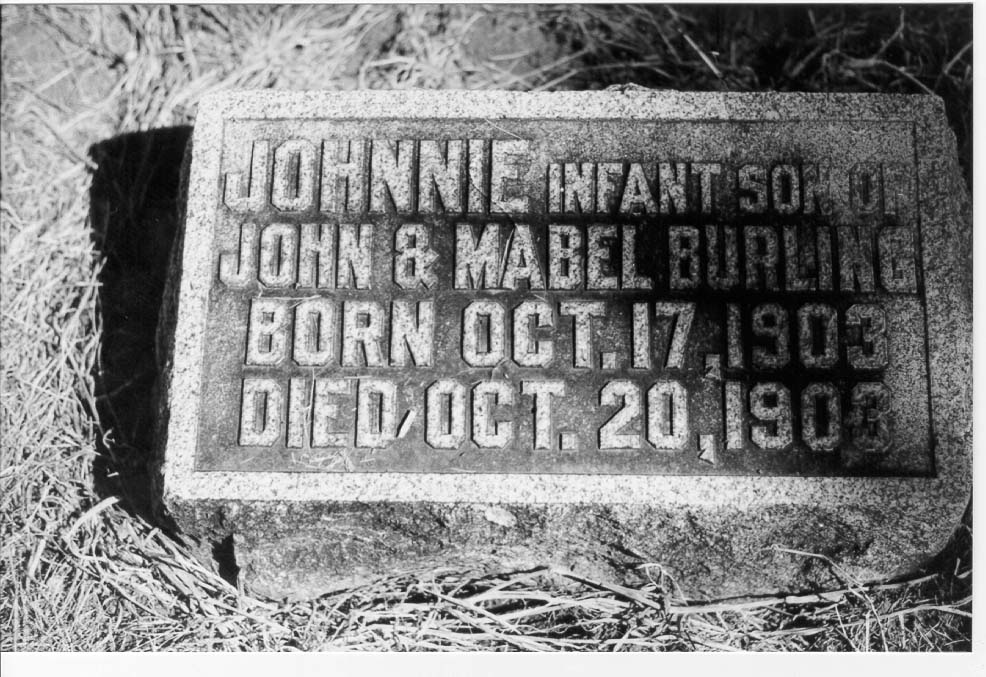 JOHNNIE INFANT SON OF
JOHN & MABEL BURLING
BORN OCT. 17, 1903
DIED OCT. 20, 1903